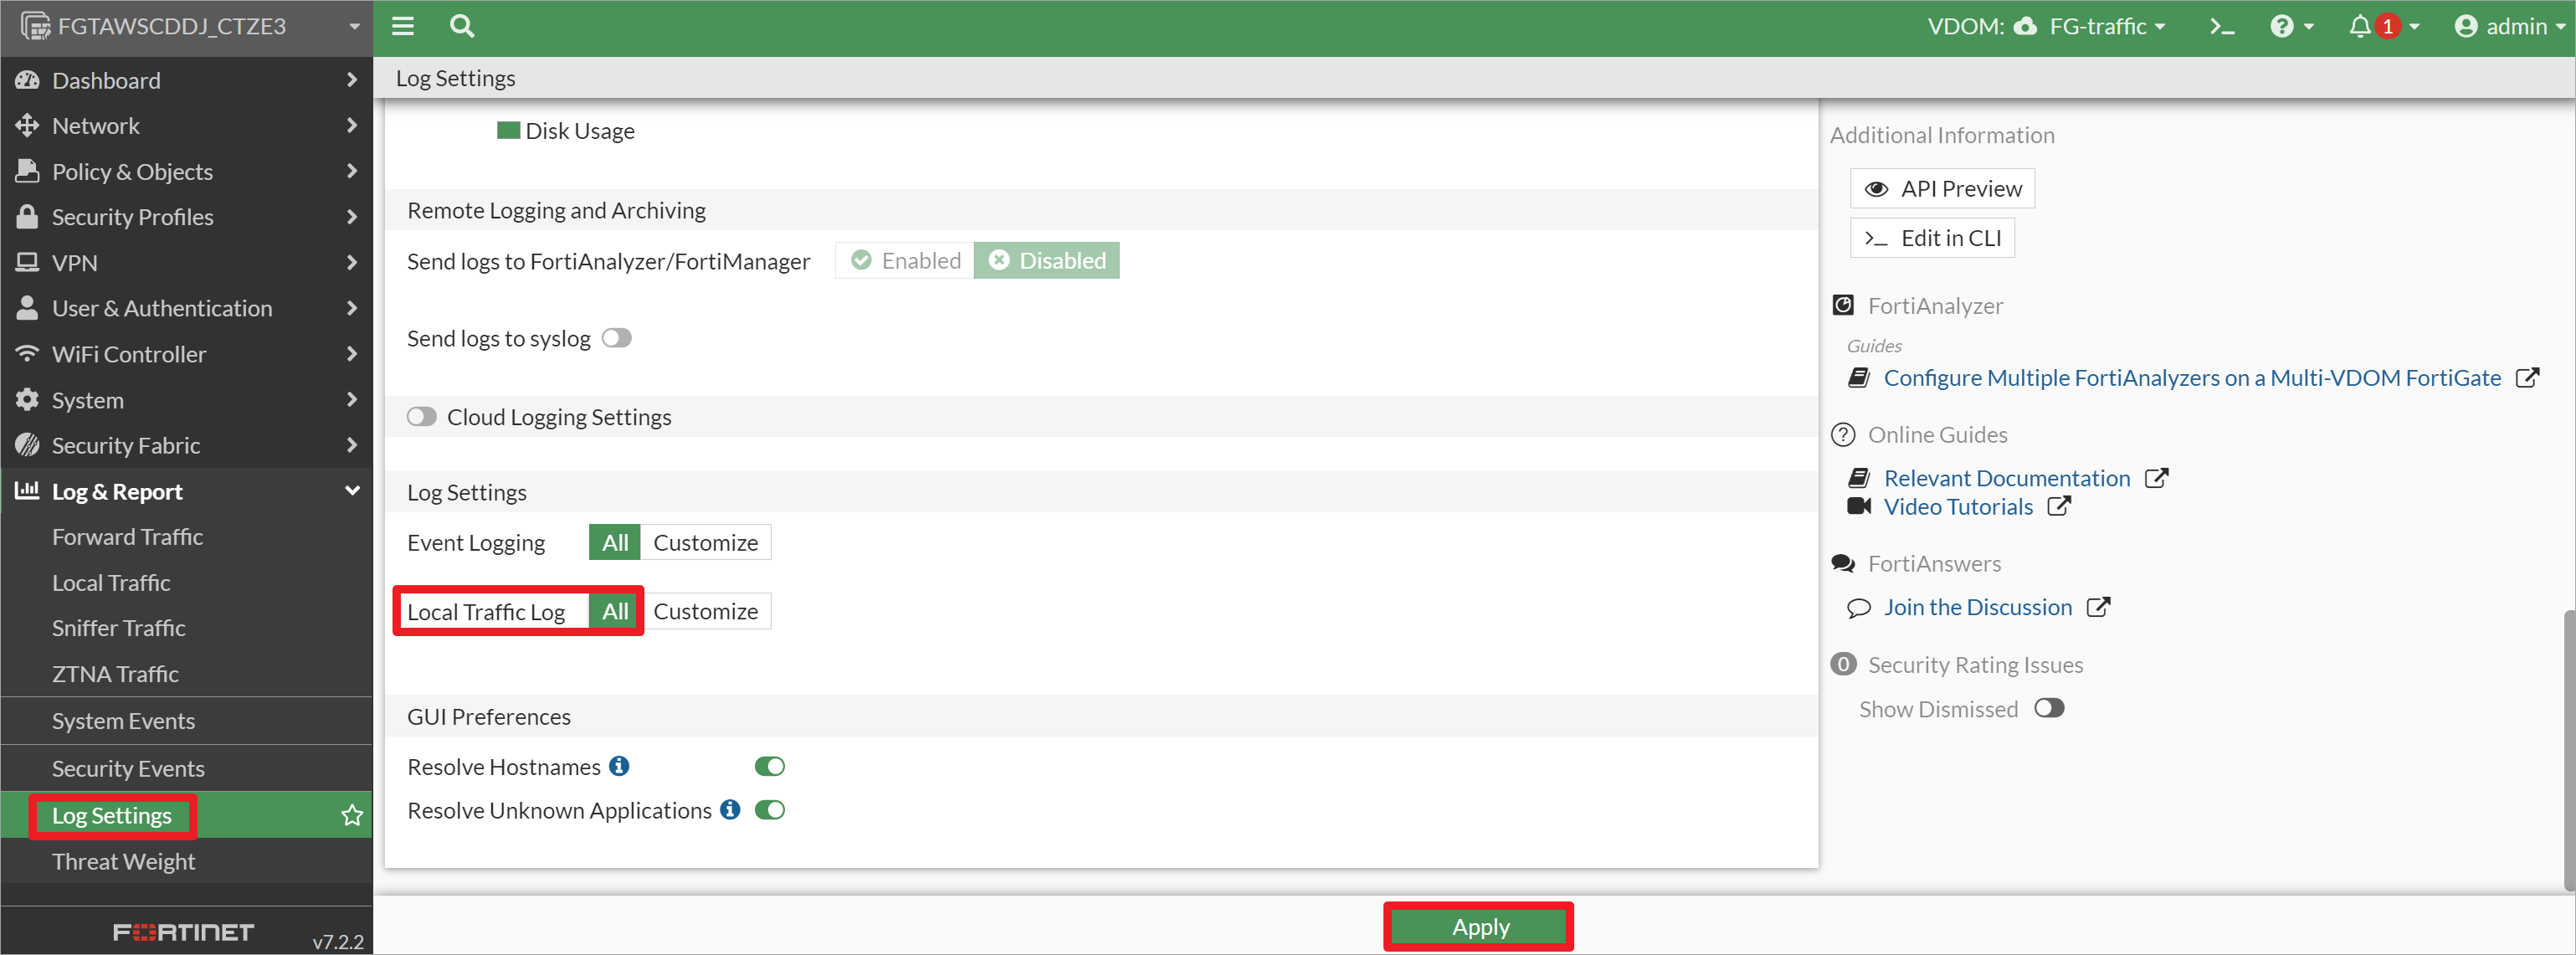 FGTAWSCDDJ_CTZE3
VDOM: FG-traffic 1 admin
Dashboard
Network
Policy & Objects
Security Profiles
VPN
User & Authentication
WiFi Controller
System
Security Fabric
Log & Report
Forward Traffic
Local Traffic
Sniffer Traffic
ZTNA Traffic
System Events
Security Events
Log Settings
Threat Weight
FORTINET v7.2.2
Log Settings
Disk Usage
Remote Logging and Archiving
Send logs to FortiAnalyzer/FortiManager Enabled Disabled
Send logs to syslog
Cloud Logging Settings
Log Settings
Event Logging All Customize
Local Traffic Log All Customize
GUI Preferences
Resolve Hostnames
Resolve Unknown Applications
Apply
Additional Information
API Preview
>_ Edit in CLI
FortiAnalyzer
Guides
Configure Multiple FortiAnalyzers on a Multi-VDOM FortiGate
Online Guides
Relevant Documentation
Video Tutorials
FortiAnswers
Join the Discussion
0 Security Rating Issues
Show Dismissed